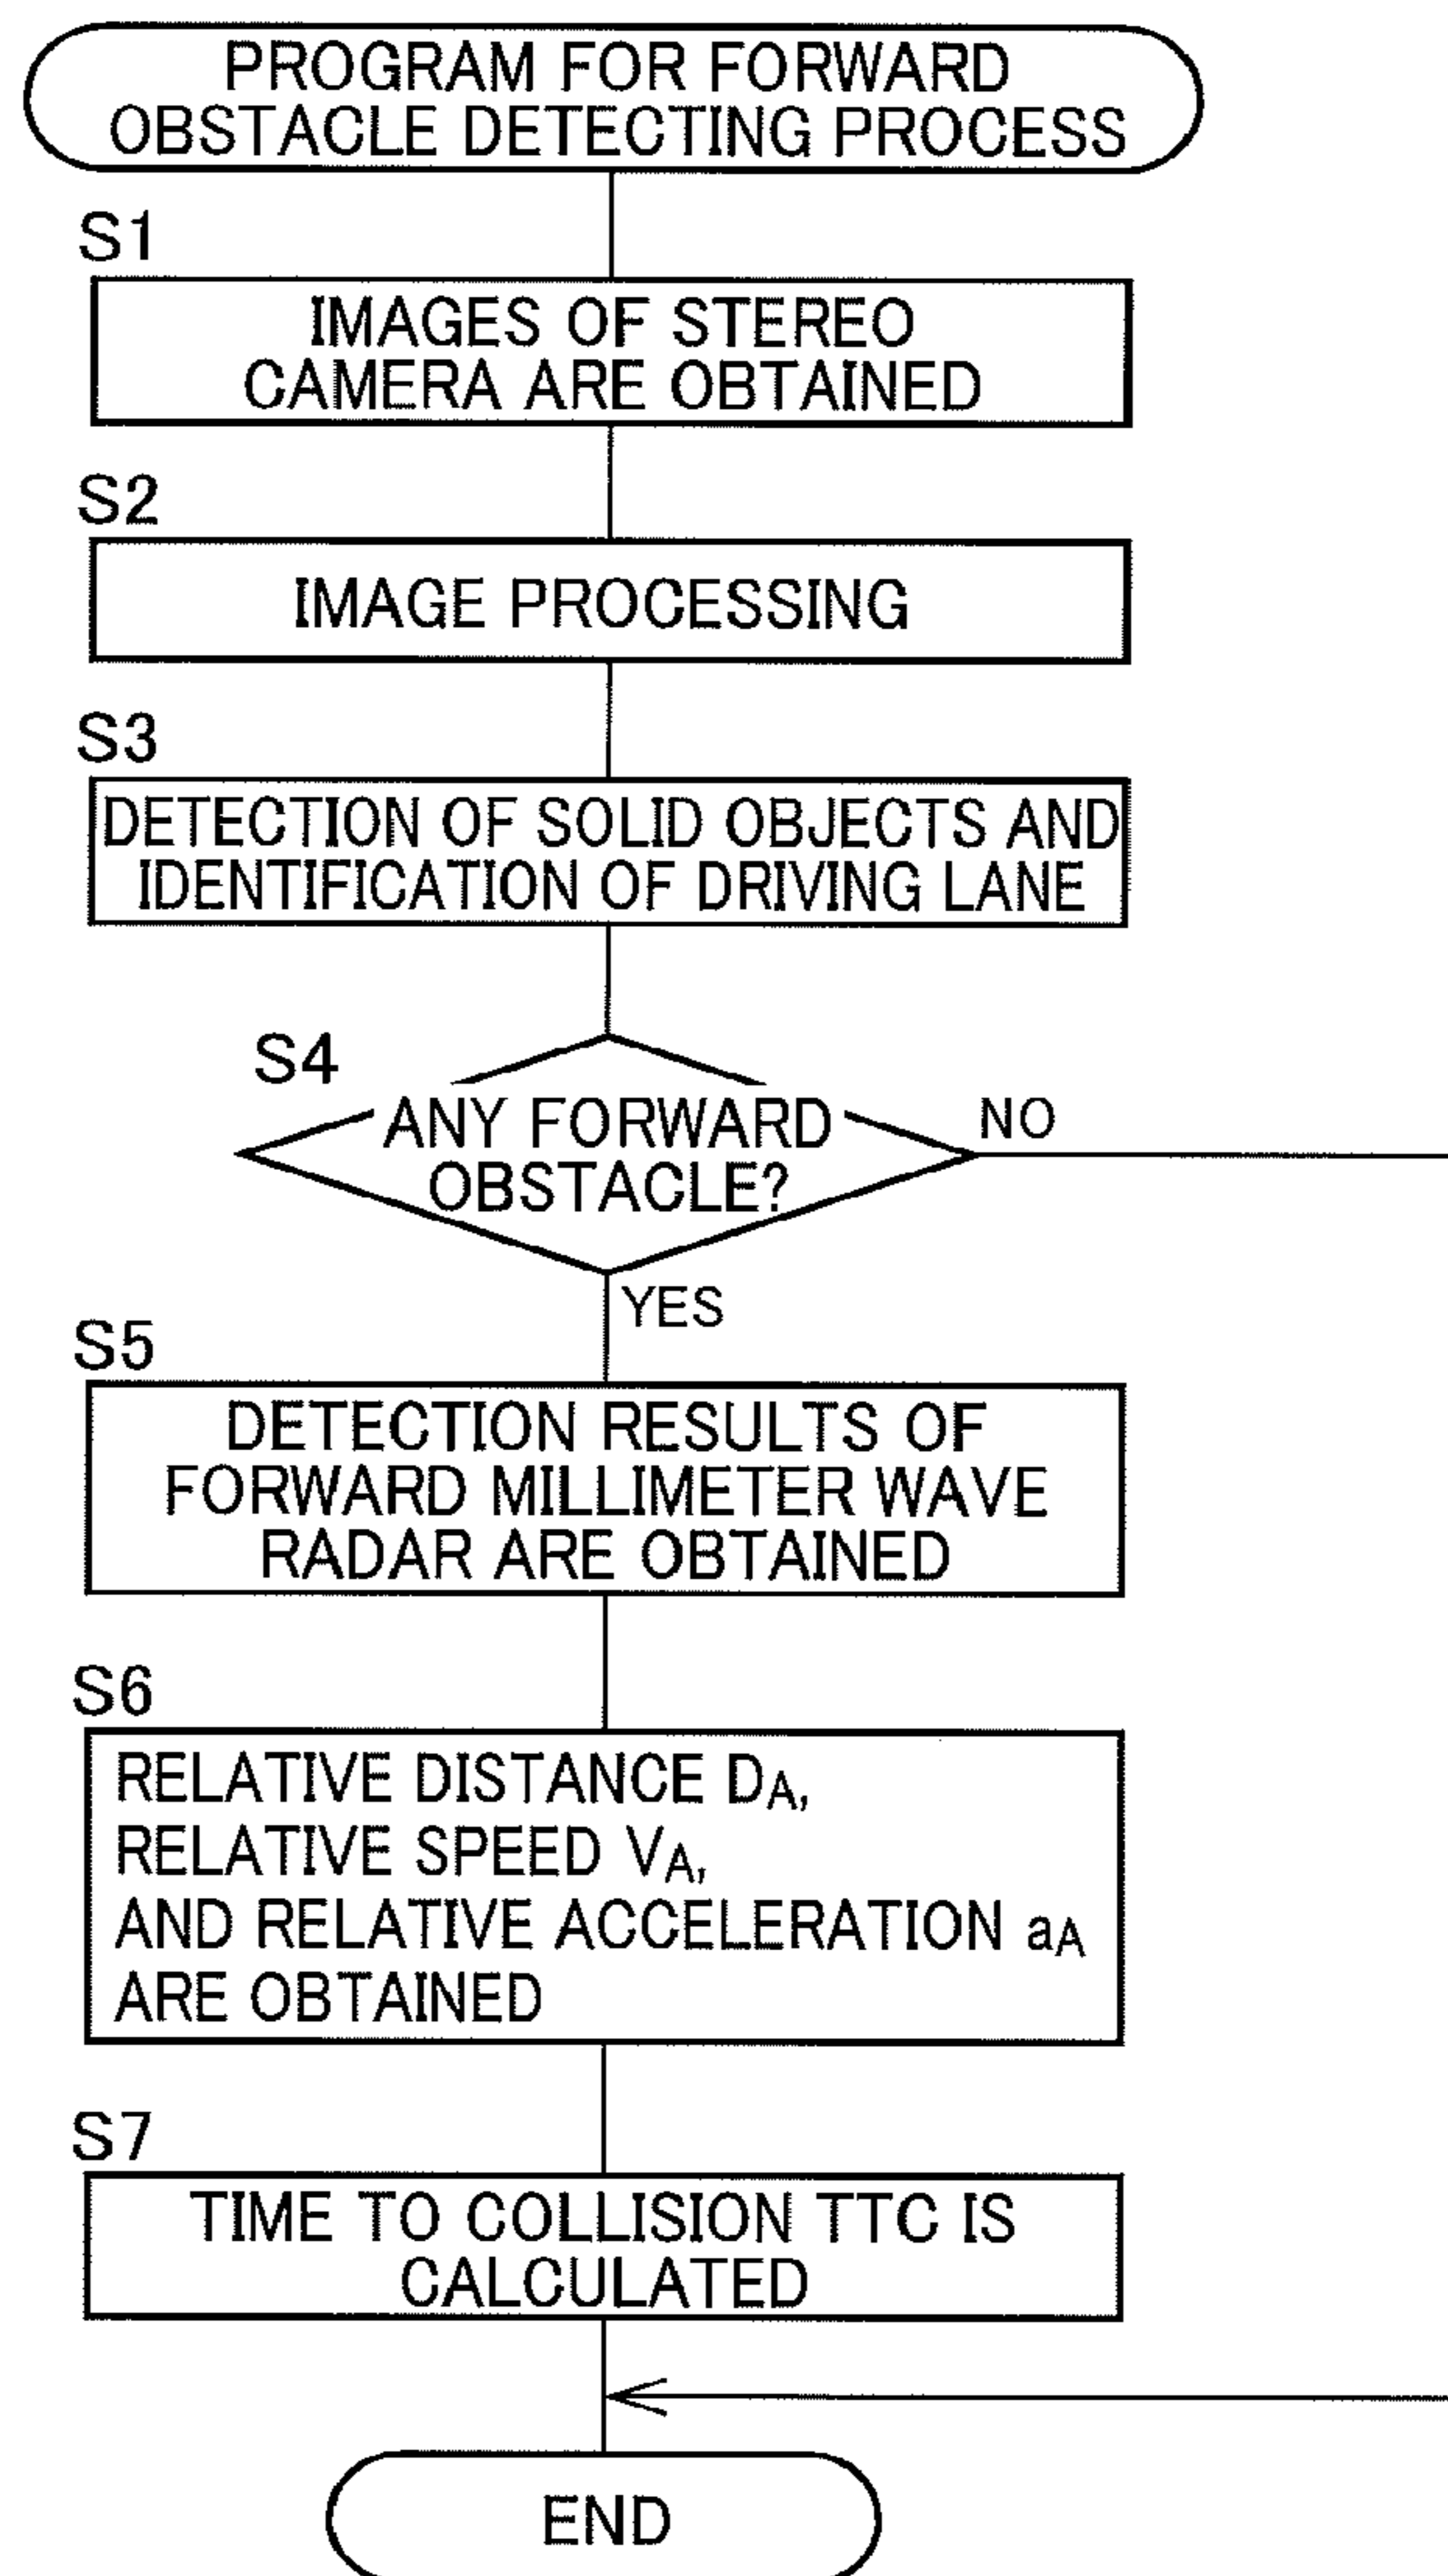 PROGRAM FOR FORWARD
OBSTACLE DETECTING PROCESS
S1
IMAGES OF STEREO
CAMERA ARE OBTAINED
S2
IMAGE PROCESSING
S3
DETECTION OF SOLID OBJECTS AND
IDENTIFICATION OF DRIVING LANE
S4
ANY FORWARD
OBSTACLE?
NO
YES
S5
DETECTION RESULTS OF
FORWARD MILLIMETER WAVE
RADAR ARE OBTAINED
S6
RELATIVE DISTANCE DA,
RELATIVE SPEED VA,
AND RELATIVE ACCELERATION aA
ARE OBTAINED
S7
TIME TO COLLISION TTC IS
CALCULATED
END